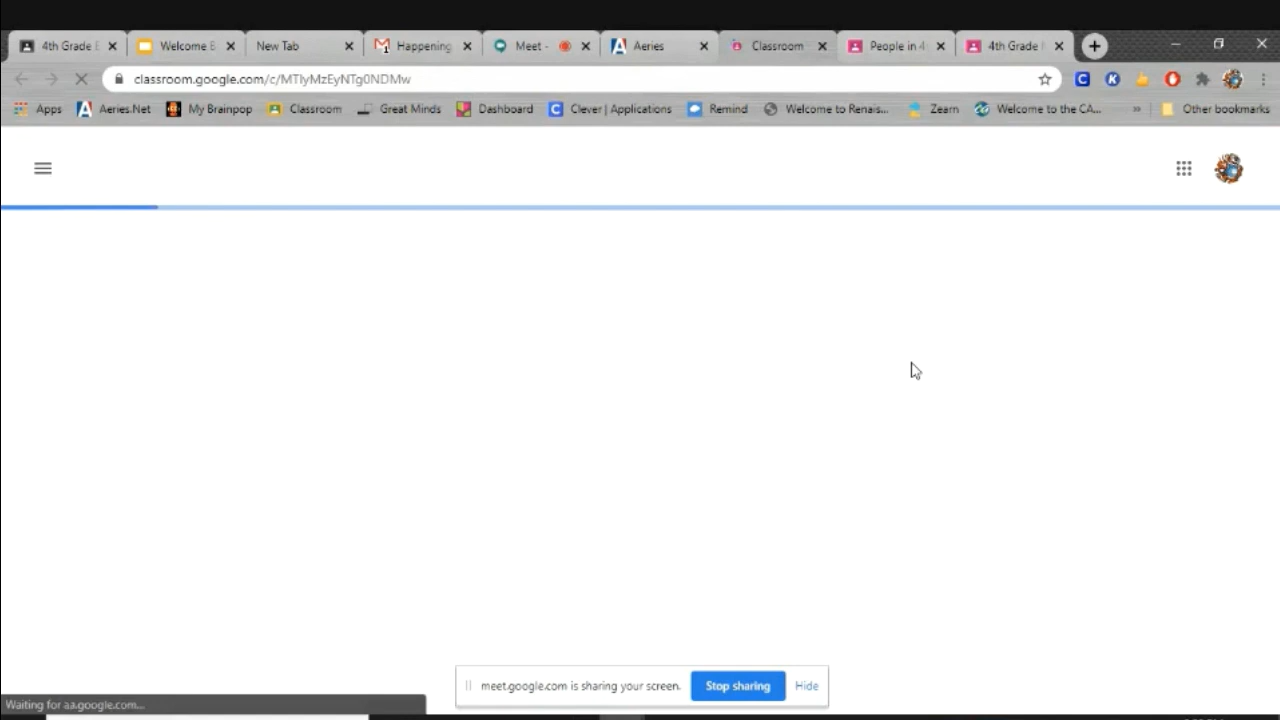 4th Grade E Welcome B New Tab Happening Meet - Aeries Classroom People in 4 4th Grade
classroom.google.com/c/MTIyMzEyNTg0NDMw
Apps Aeries.Net My Brainpop Classroom Great Minds Dashboard Clever | Applications Remind Welcome to Renais... Zearn Welcome to the CA... » Other bookmarks
meet.google.com is sharing your screen. Stop sharing Hide
Waiting for aa.google.com...